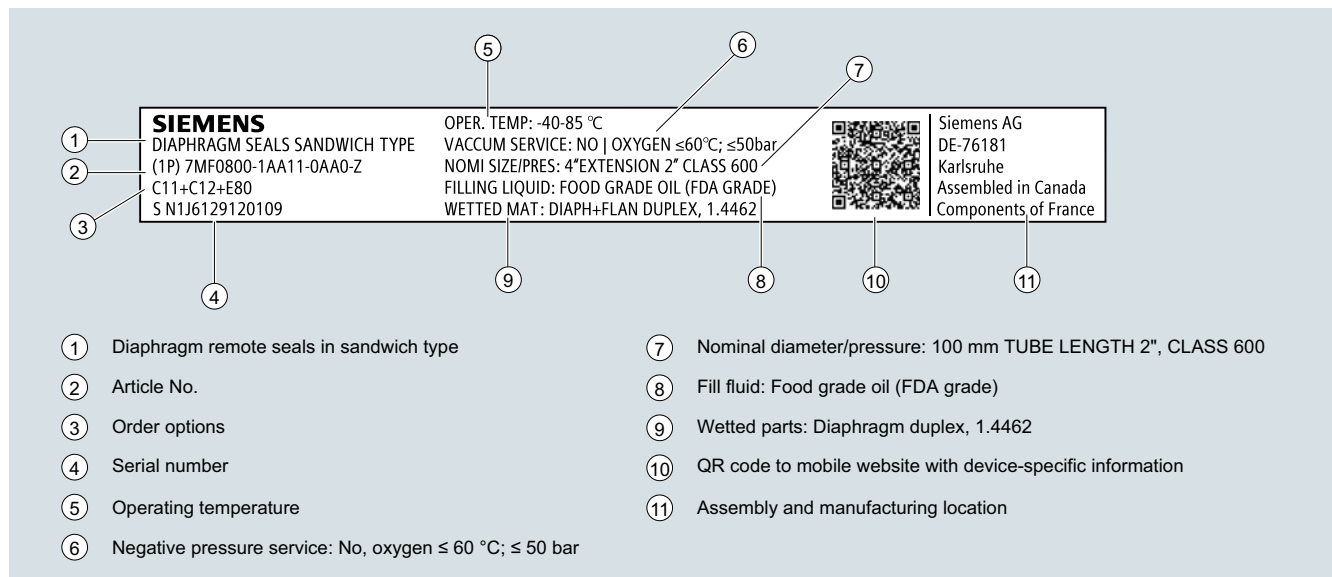 5
6
7
SIEMENS
DIAPHRAGM SEALS SANDWICH TYPE
(1P) 7MF0800-1AA11-0AA0-Z
C11+C12+E80
S N1J6129120109
OPER. TEMP: -40-85 °C
VACCUM SERVICE: NO | OXYGEN ≤60°C; ≤50bar
NOMI SIZE/PRES: 4"EXTENSION 2" CLASS 600
FILLING LIQUID: FOOD GRADE OIL (FDA GRADE)
WETTED MAT: DIAPH+FLAN DUPLEX, 1.4462
Siemens AG
DE-76181
Karlsruhe
Assembled in Canada
Components of France
1
2
3
4
9
8
10
11
1 Diaphragm remote seals in sandwich type
2 Article No.
3 Order options
4 Serial number
5 Operating temperature
6 Negative pressure service: No, oxygen ≤ 60 °C; ≤ 50 bar
7 Nominal diameter/pressure: 100 mm TUBE LENGTH 2", CLASS 600
8 Fill fluid: Food grade oil (FDA grade)
9 Wetted parts: Diaphragm duplex, 1.4462
10 QR code to mobile website with device-specific information
11 Assembly and manufacturing location